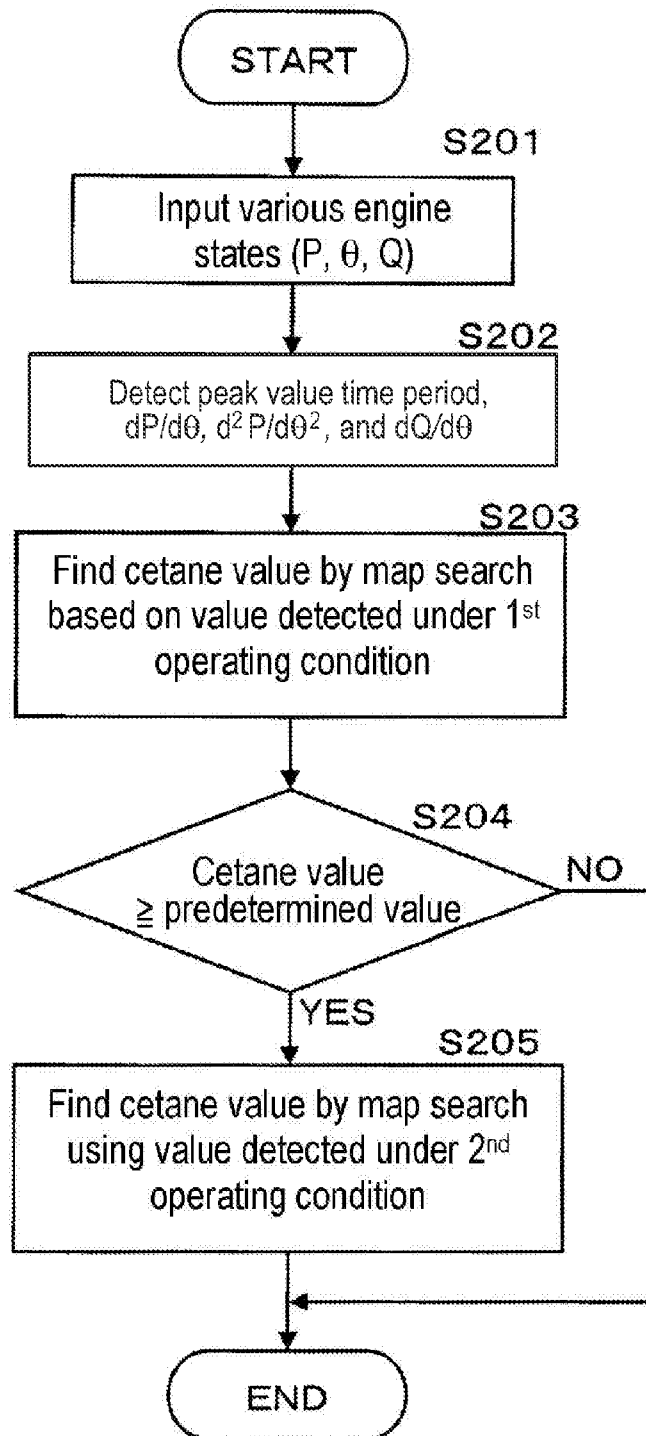 START
S201
Input various engine
states (P, θ, Q)
S202
Detect peak value time period,
dP/dθ, d²P/dθ², and dQ/dθ
S203
Find cetane value by map search
based on value detected under 1st
operating condition
S204
Cetane value
≧ predetermined value
NO
YES
S205
Find cetane value by map search
using value detected under 2nd
operating condition
END